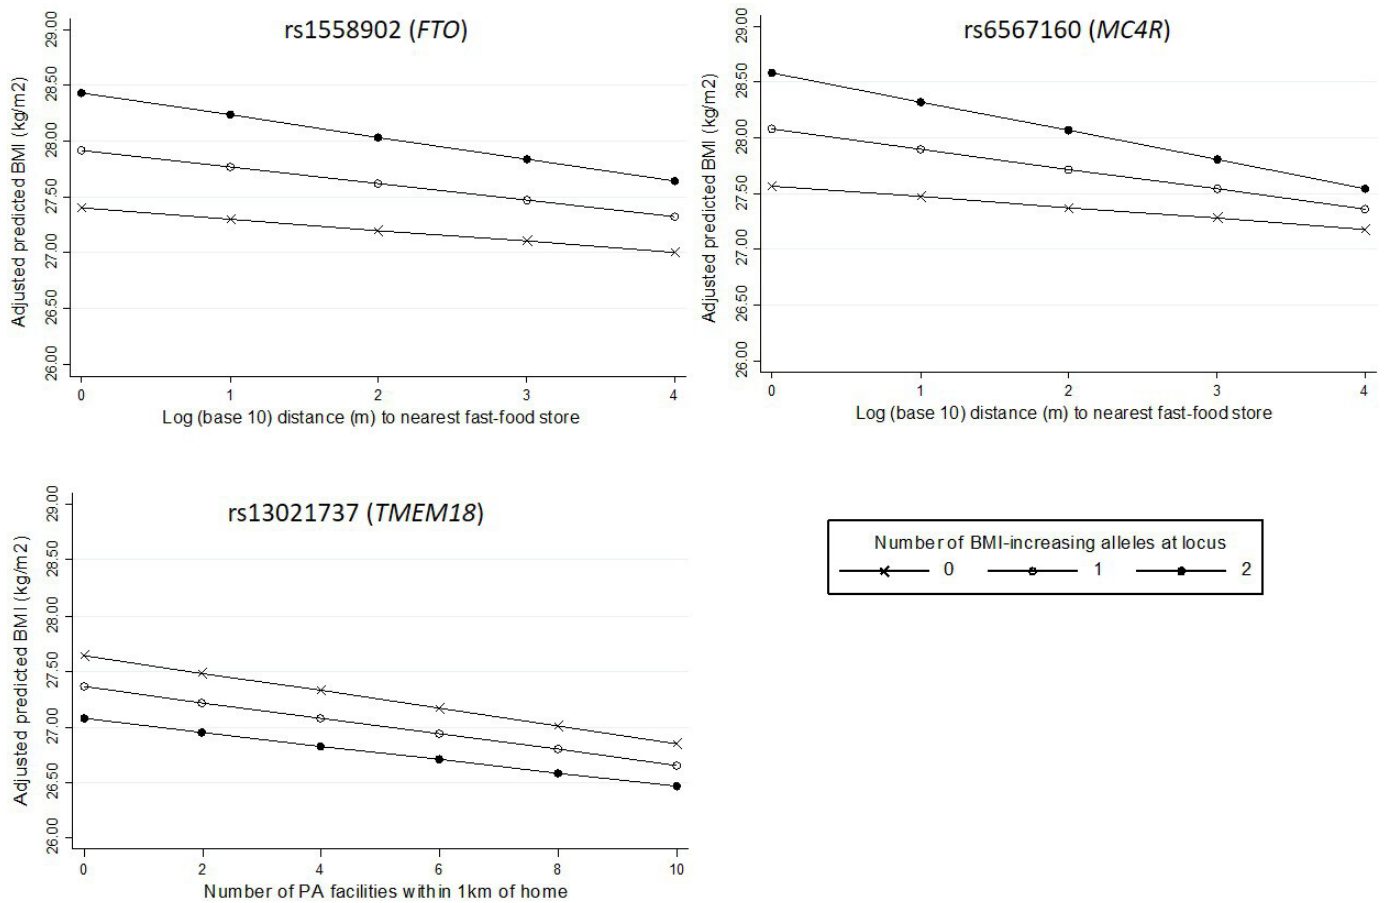 rs1558902 (FTO)
Adjusted predicted BMI (kg/m2)
29.00
28.50
28.00
27.50
27.00
26.50
26.00
0 1 2 3 4
Log (base 10) distance (m) to nearest fast-food store
rs6567160 (MC4R)
Adjusted predicted BMI (kg/m2)
29.00
28.50
28.00
27.50
27.00
26.50
26.00
0 1 2 3 4
Log (base 10) distance (m) to nearest fast-food store
rs13021737 (TMEM18)
Adjusted predicted BMI (kg/m2)
29.00
28.50
28.00
27.50
27.00
26.50
26.00
0 2 4 6 8 10
Number of PA facilities within 1km of home
Number of BMI-increasing alleles at locus
0 1 2